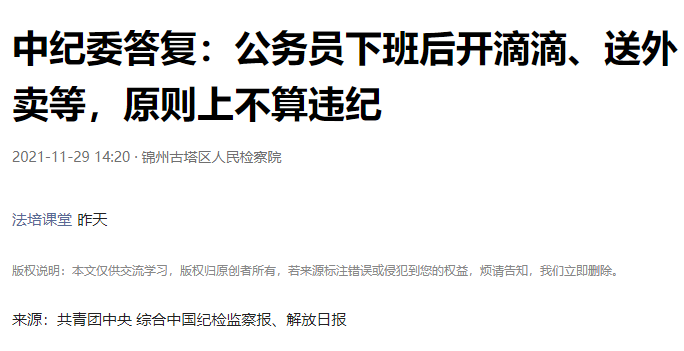 中纪委答复：公务员下班后开滴滴、送外
卖等，原则上不算违纪
2021-11-29 14:20 · 锦州古塔区人民检察院
法培课堂 昨天
版权说明：本文仅供交流学习，版权归原创者所有，若来源标注错误或侵犯到您的权益，烦请告知，我们立即删除。
来源：共青团中央 综合中国纪检监察报、解放日报